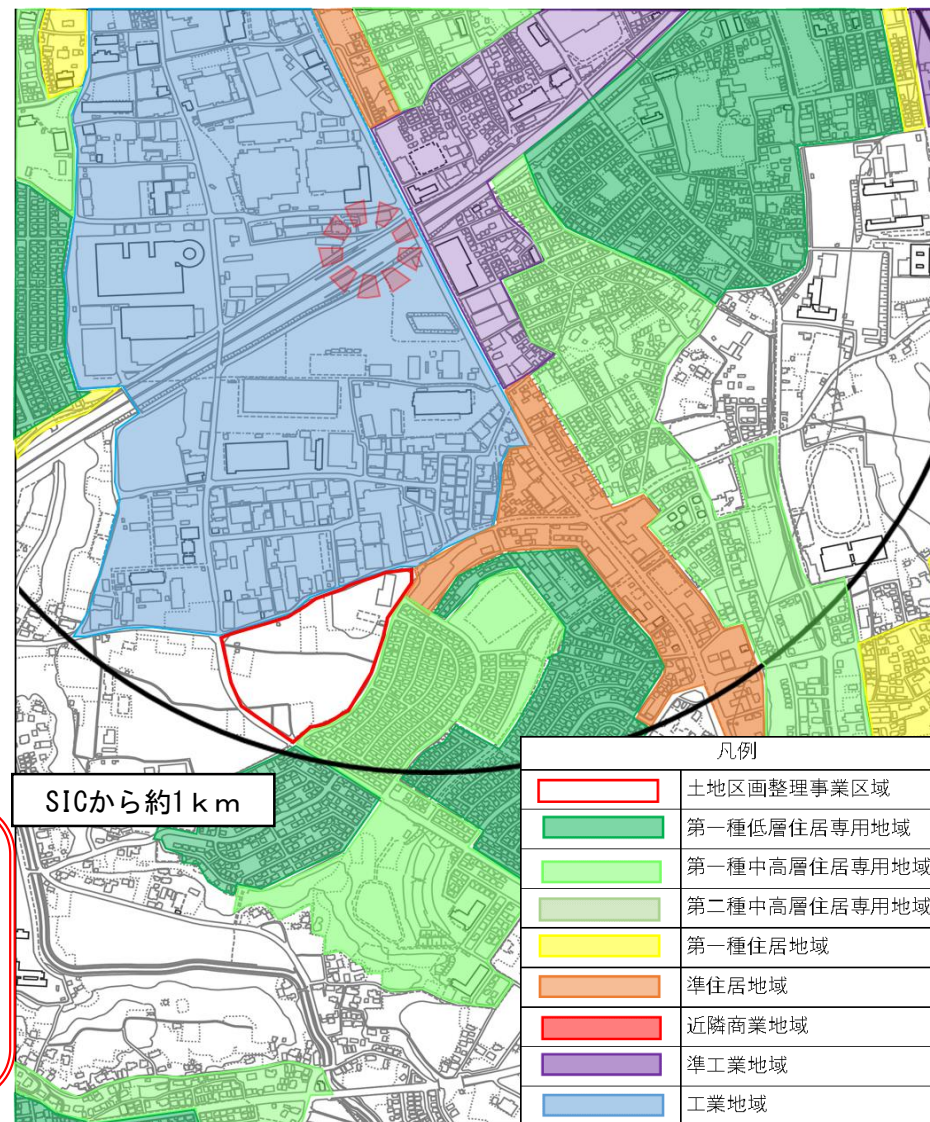 SICから約1km
凡例
土地区画整理事業区域
第一種低層住居専用地域
第一種中高層住居専用地域
第二種中高層住居専用地域
第一種住居地域
準住居地域
近隣商業地域
準工業地域
工業地域